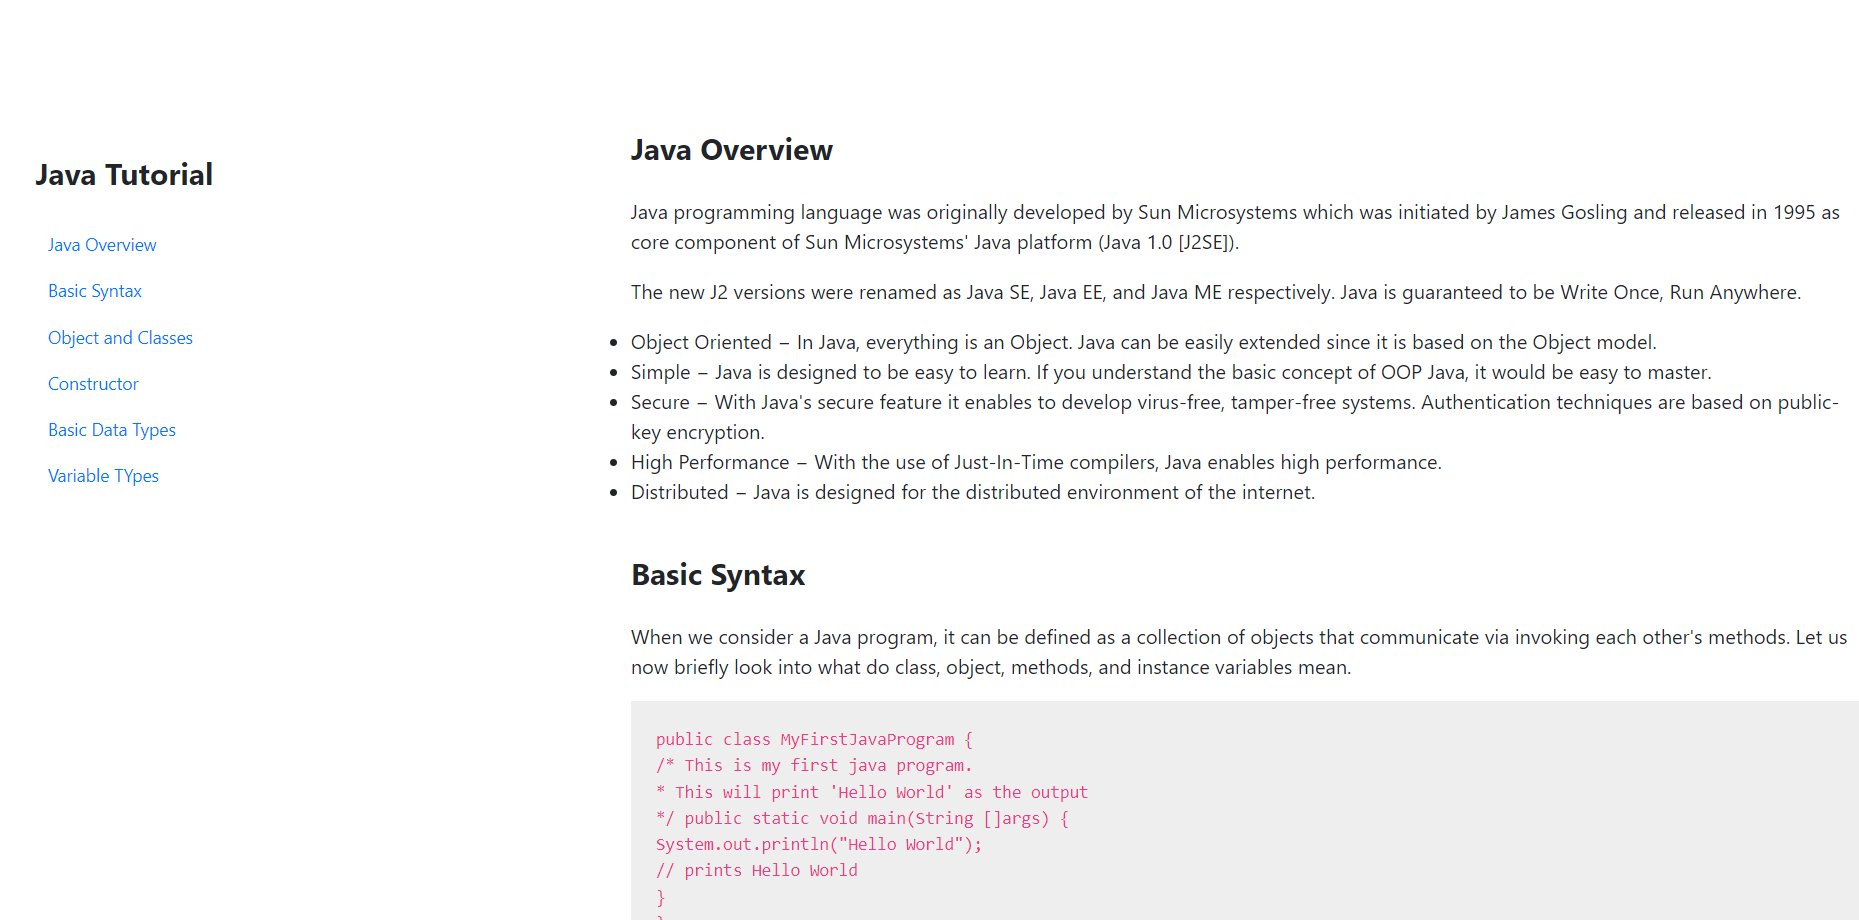 Java Tutorial
Java Overview
Basic Syntax
Object and Classes
Constructor
Basic Data Types
Variable TYpes
Java Overview
Java programming language was originally developed by Sun Microsystems which was initiated by James Gosling and released in 1995 as
core component of Sun Microsystems' Java platform (Java 1.0 [J2SE]).
The new J2 versions were renamed as Java SE, Java EE, and Java ME respectively. Java is guaranteed to be Write Once, Run Anywhere.
• Object Oriented − In Java, everything is an Object. Java can be easily extended since it is based on the Object model.
• Simple − Java is designed to be easy to learn. If you understand the basic concept of OOP Java, it would be easy to master.
• Secure − With Java's secure feature it enables to develop virus-free, tamper-free systems. Authentication techniques are based on public-
key encryption.
• High Performance − With the use of Just-In-Time compilers, Java enables high performance.
• Distributed − Java is designed for the distributed environment of the internet.
Basic Syntax
When we consider a Java program, it can be defined as a collection of objects that communicate via invoking each other's methods. Let us
now briefly look into what do class, object, methods, and instance variables mean.
public class MyFirstJavaProgram {
/* This is my first java program.
* This will print 'Hello World' as the output
*/ public static void main(String []args) {
System.out.println("Hello World");
// prints Hello World
}
}